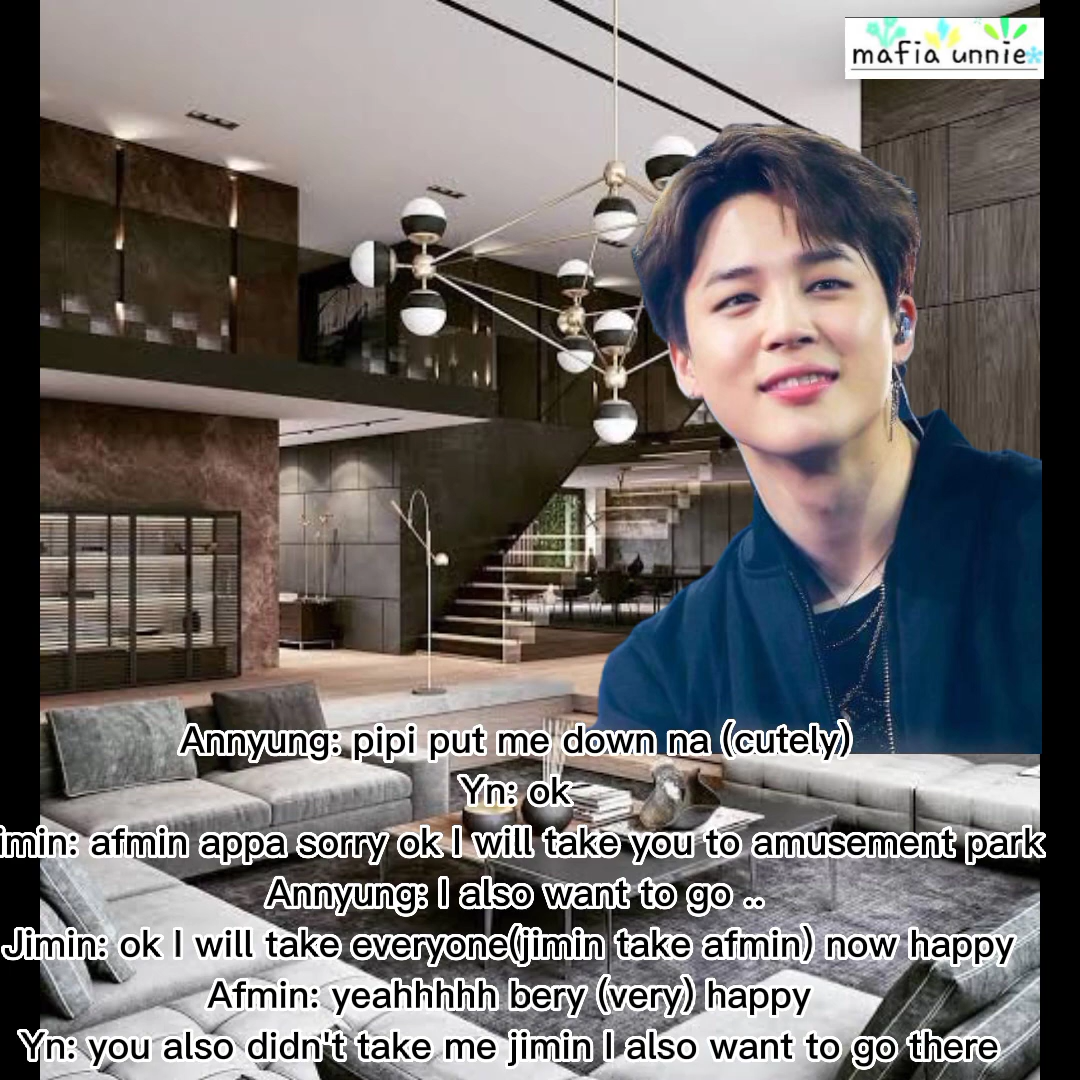 mafia unnie
Annyung: pipi put me down na (cutely)
Yn: ok
imin: afmin appa sorry ok I will take you to amusement park
Annyung: I also want to go ..
Jimin: ok I will take everyone(jimin take afmin) now happy
Afmin: yeahhhhh bery (very) happy
Yn: you also didn't take me jimin I also want to go there